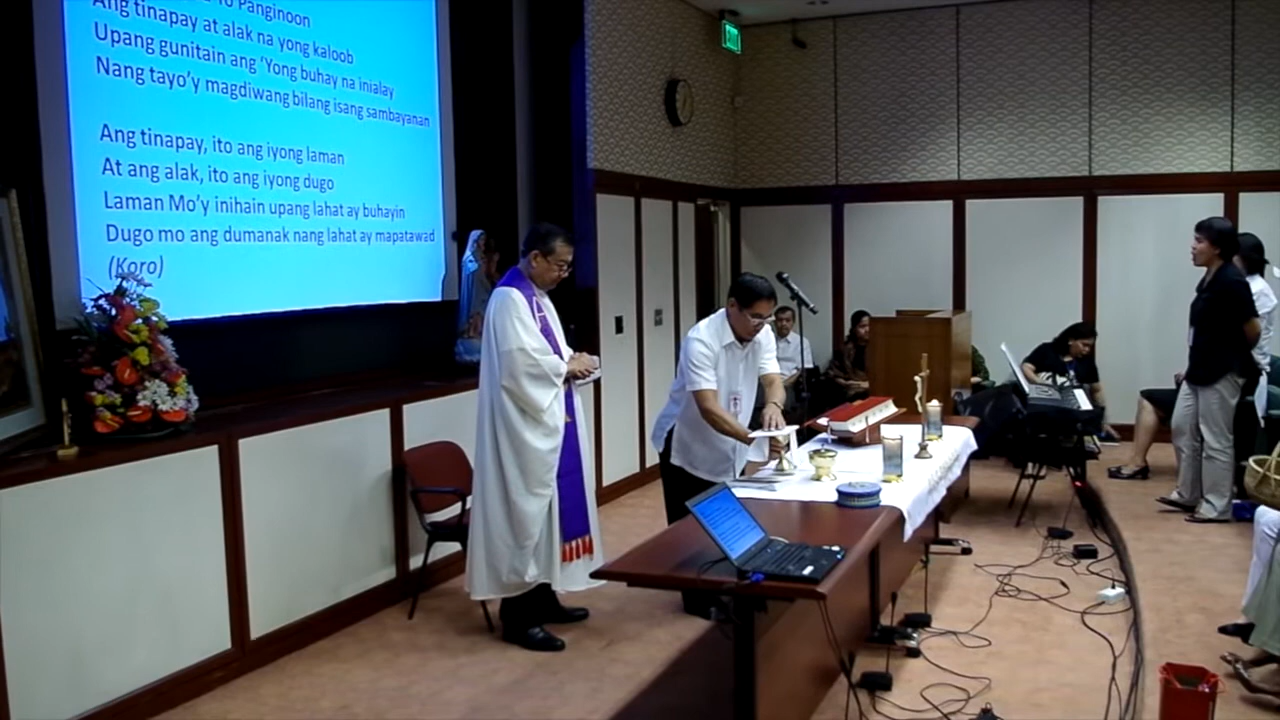 Panginoon
Ang tinapay at alak na yong kaloob
Upang gunitain ang ‘Yong buhay na inialay
Nang tayo’y magdiwang bilang isang sambayanan
Ang tinapay, ito ang iyong laman
At ang alak, ito ang iyong dugo
Laman Mo’y inihain upang lahat ay buhayin
Dugo mo ang dumanak nang lahat ay mapatawad
(Koro)